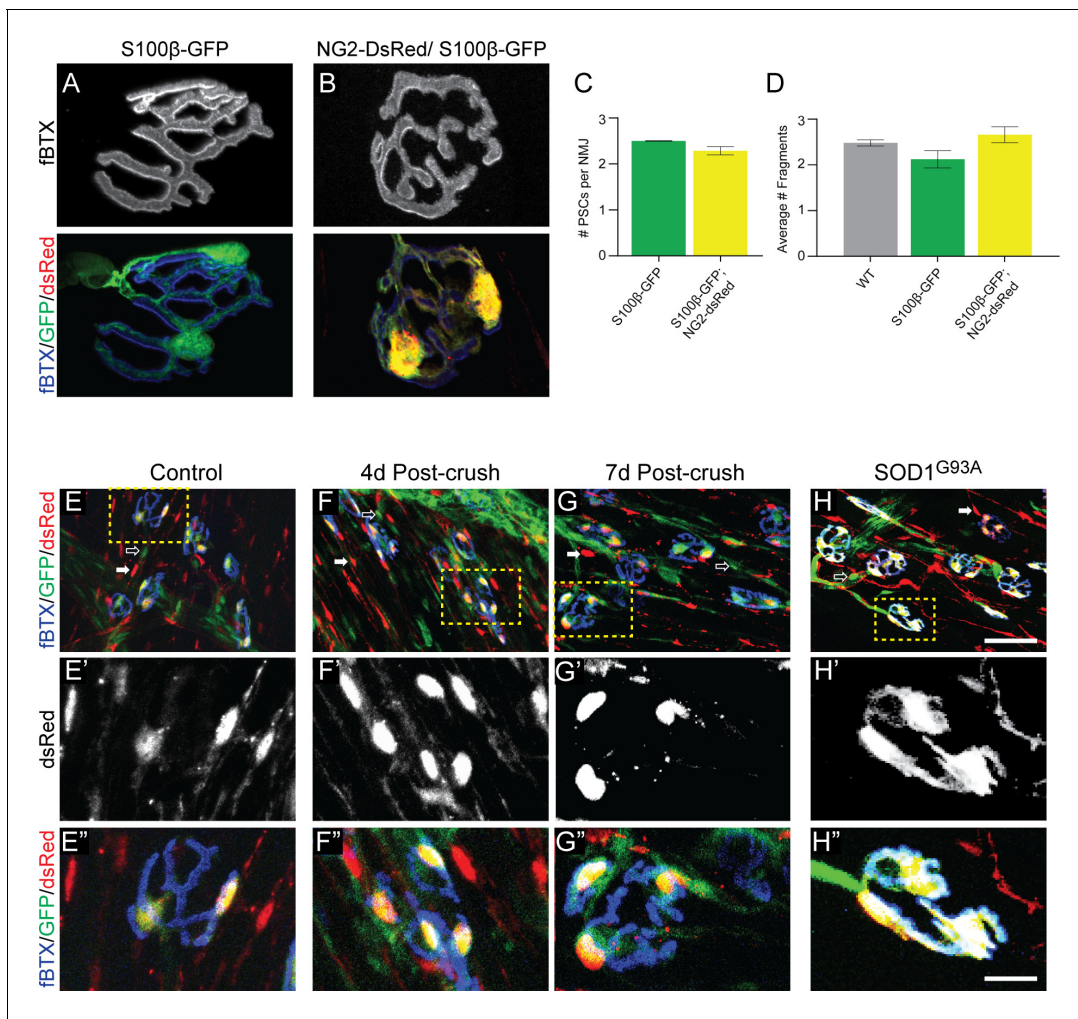 S100β-GFP
NG2-DsRed/ S100β-GFP
A
B
C
D
fBTX
fBTX/GFP/dsRed
# PSCs per NMJ
3
2
1
0
S100β-GFP
S100β-GFP;
NG2-dsRed
Average # Fragments
3
2
1
0
WT
S100β-GFP
S100β-GFP;
NG2-dsRed
Control
4d Post-crush
7d Post-crush
SOD1G93A
E
F
G
H
fBTX/GFP/dsRed
E'
F'
G'
H'
dsRed
E"
F"
G"
H"
fBTX/GFP/dsRed